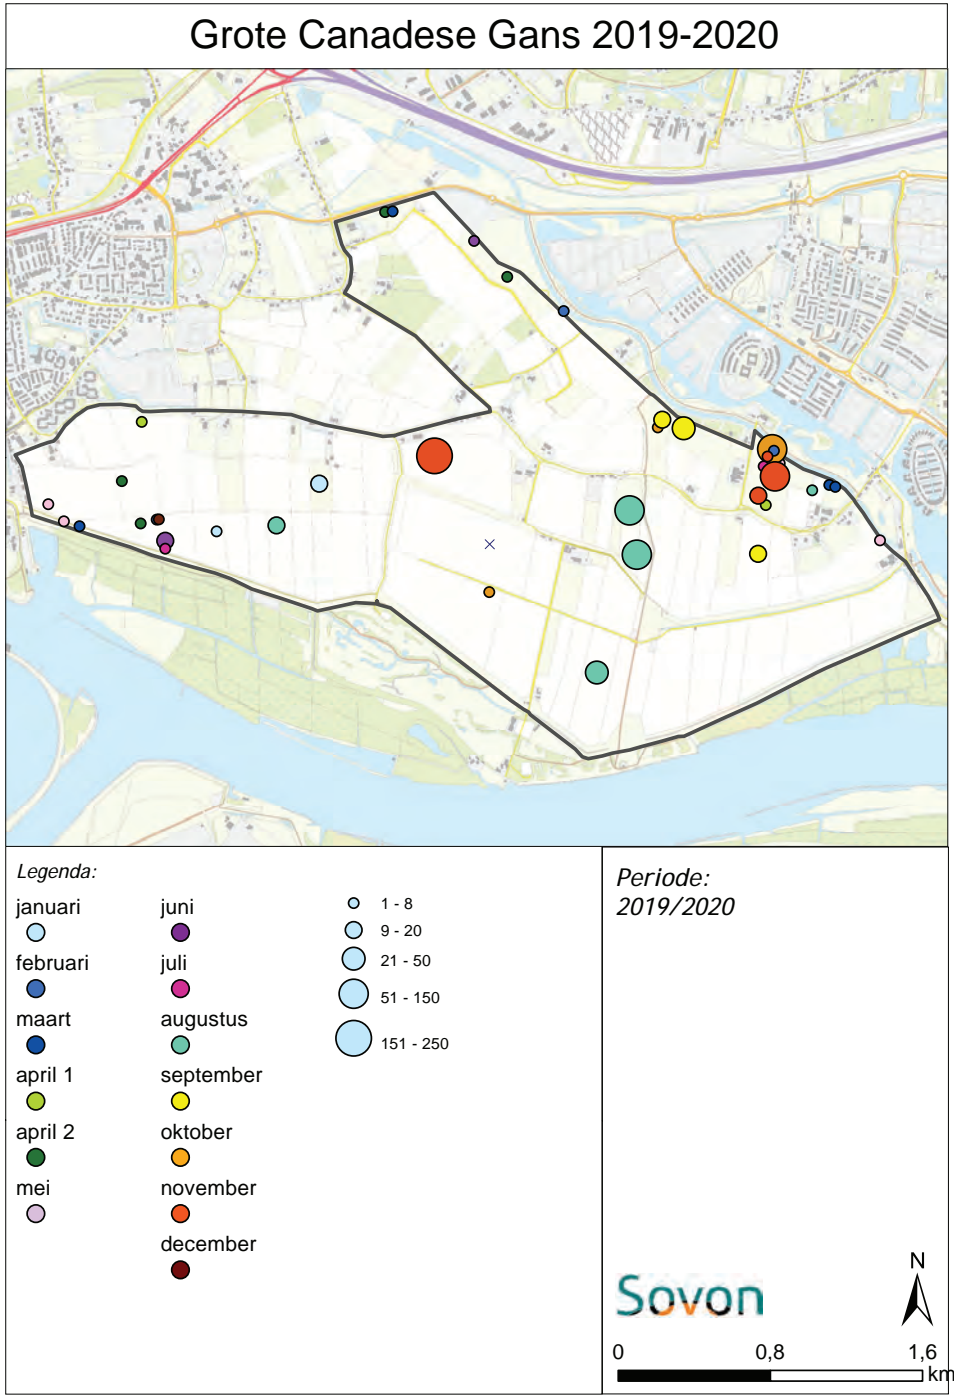 Grote Canadese Gans 2019-2020
Legenda:
januari
februari
maart
april 1
april 2
mei
juni
juli
augustus
september
oktober
november
december
1 - 8
9 - 20
21 - 50
51 - 150
151 - 250
Periode:
2019/2020
Sovon
N
0 0,8 1,6
km